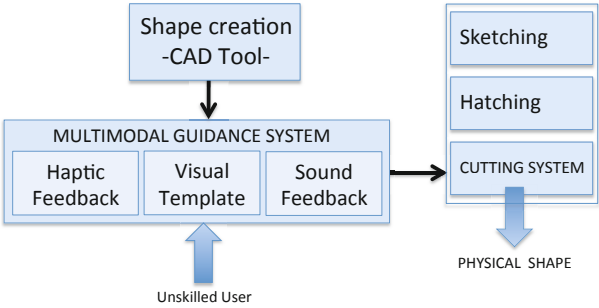 Shape creation
-CAD Tool-
MULTIMODAL GUIDANCE SYSTEM
Haptic
Feedback
Visual
Template
Sound
Feedback
Unskilled User
Sketching
Hatching
CUTTING SYSTEM
PHYSICAL SHAPE